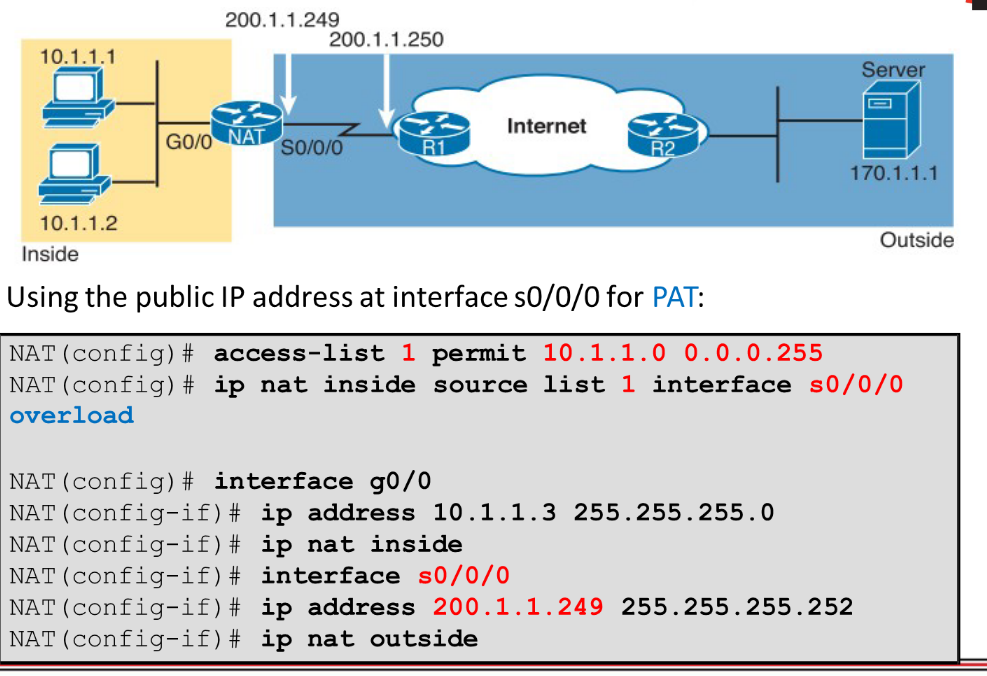 200.1.1.249
200.1.1.250
10.1.1.1
Server
Internet
G0/0
NAT
S0/0/0
R1
R2
170.1.1.1
10.1.1.2
Inside
Outside
Using the public IP address at interface s0/0/0 for PAT:
NAT(config)# access-list 1 permit 10.1.1.0 0.0.0.255
NAT(config)# ip nat inside source list 1 interface s0/0/0
overload
NAT(config)# interface g0/0
NAT(config-if)# ip address 10.1.1.3 255.255.255.0
NAT(config-if)# ip nat inside
NAT(config-if)# interface s0/0/0
NAT(config-if)# ip address 200.1.1.249 255.255.255.252
NAT(config-if)# ip nat outside